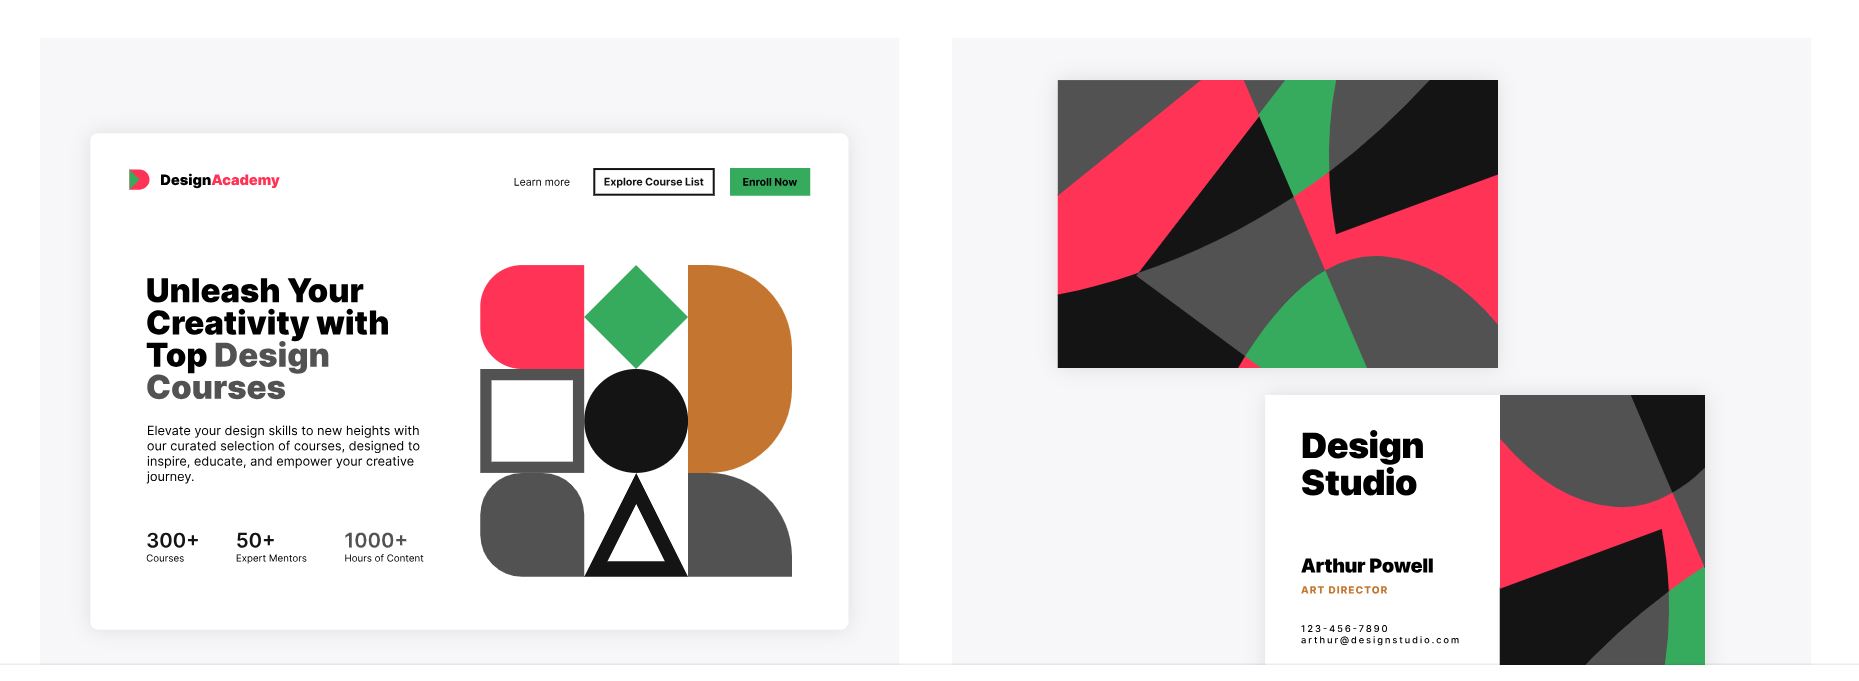 DesignAcademy
Learn more
Explore Course List
Enroll Now
Unleash Your
Creativity with
Top Design
Courses
Elevate your design skills to new heights with
our curated selection of courses, designed to
inspire, educate, and empower your creative
journey.
300+
Courses
50+
Expert Mentors
1000+
Hours of Content
Design
Studio
Arthur Powell
ART DIRECTOR
123-456-7890
arthur@designstudio.com